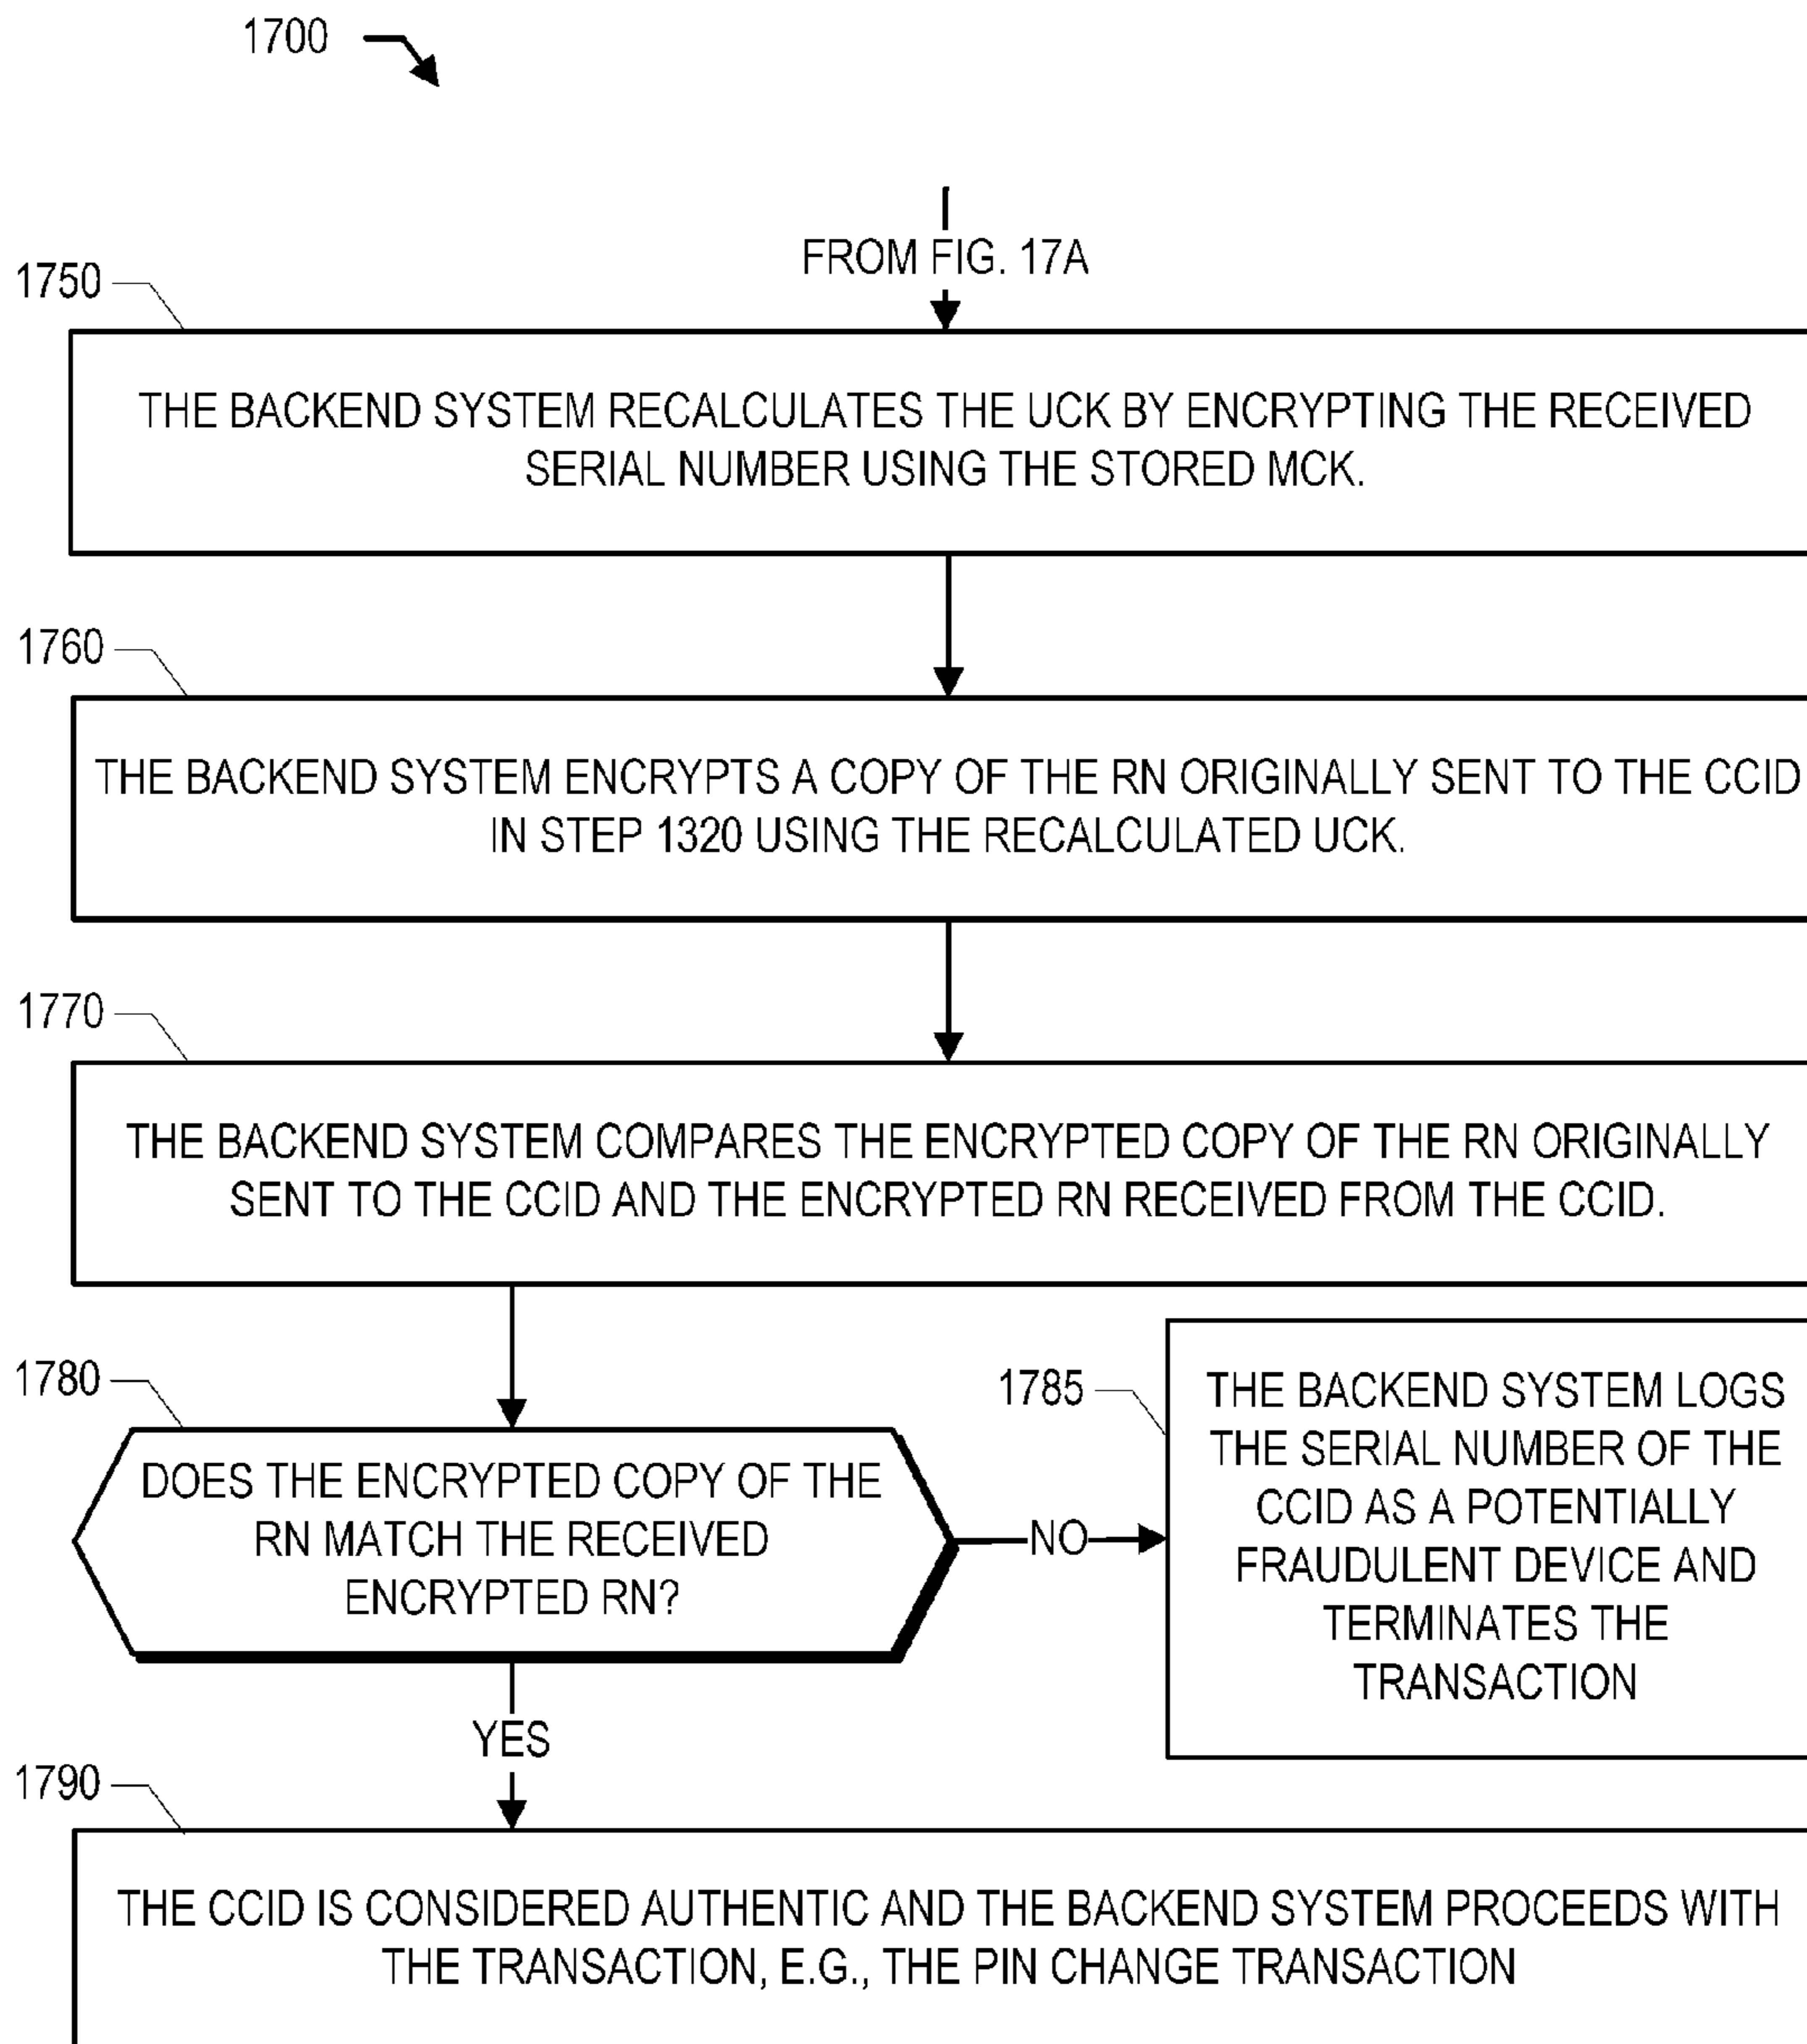 1700
FROM FIG. 17A
1750
THE BACKEND SYSTEM RECALCULATES THE UCK BY ENCRYPTING THE RECEIVED
SERIAL NUMBER USING THE STORED MCK.
1760
THE BACKEND SYSTEM ENCRYPTS A COPY OF THE RN ORIGINALLY SENT TO THE CCID
IN STEP 1320 USING THE RECALCULATED UCK.
1770
THE BACKEND SYSTEM COMPARES THE ENCRYPTED COPY OF THE RN ORIGINALLY
SENT TO THE CCID AND THE ENCRYPTED RN RECEIVED FROM THE CCID.
1780
DOES THE ENCRYPTED COPY OF THE
RN MATCH THE RECEIVED
ENCRYPTED RN?
NO
1785
THE BACKEND SYSTEM LOGS
THE SERIAL NUMBER OF THE
CCID AS A POTENTIALLY
FRAUDULENT DEVICE AND
TERMINATES THE
TRANSACTION
YES
1790
THE CCID IS CONSIDERED AUTHENTIC AND THE BACKEND SYSTEM PROCEEDS WITH
THE TRANSACTION, E.G., THE PIN CHANGE TRANSACTION